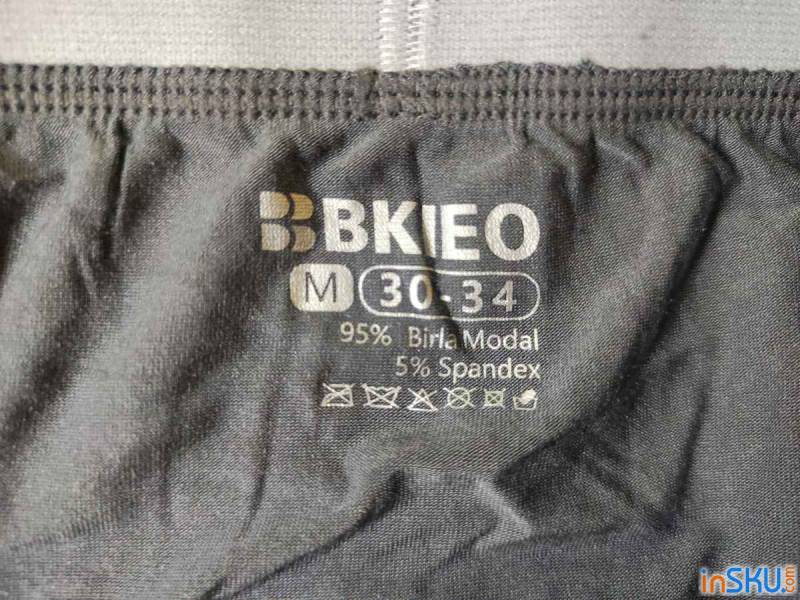 BKIEO
M 30-34
95% Birla Modal
5% Spandex
inSKU.com